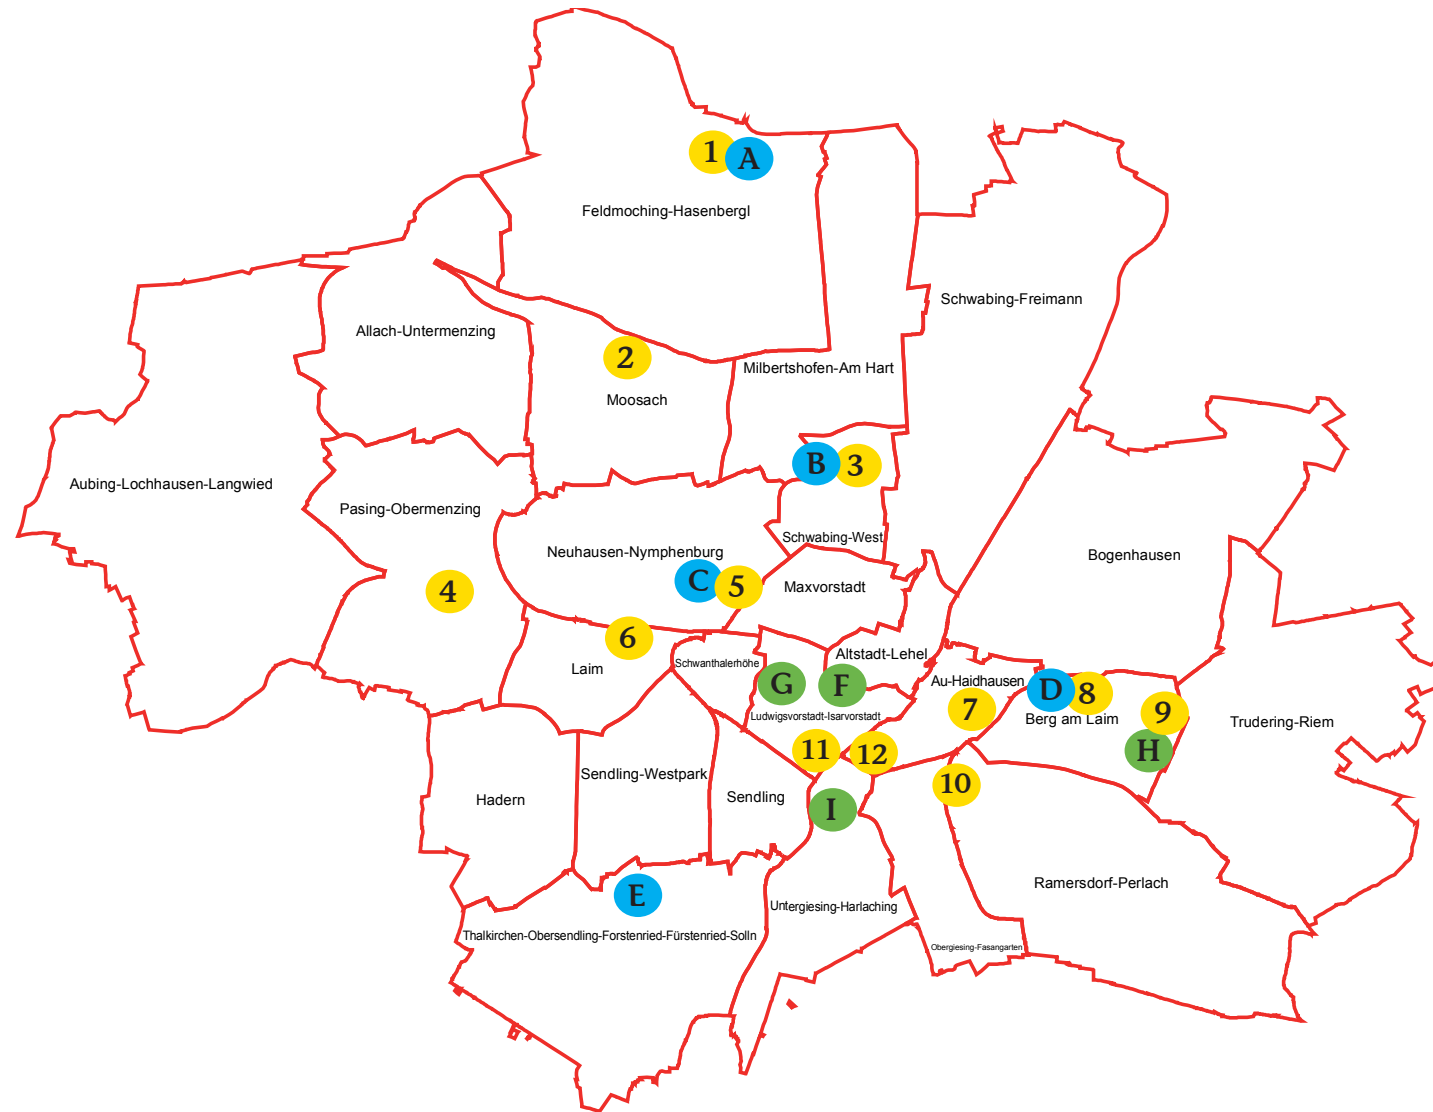 1
A
Feldmoching-Hasenbergl
Schwabing-Freimann
Allach-Untermenzing
2
Milbertshofen-Am Hart
Moosach
B
3
Aubing-Lochhausen-Langwied
Pasing-Obermenzing
Schwabing-West
Neuhausen-Nymphenburg
Bogenhausen
C
5
Maxvorstadt
4
6
Laim
Schwanthalerhöhe
Altstadt-Lehel
G
F
Au-Haidhausen
D
8
7
Ludwigsvorstadt-Isarvorstadt
Berg am Laim
9
Trudering-Riem
11
12
H
Sendling-Westpark
10
Hadern
Sendling
I
E
Ramersdorf-Perlach
Untergiesing-Harlaching
Thalkirchen-Obersendling-Forstenried-Fürstenried-Solln
Obergiesing-Fasangarten